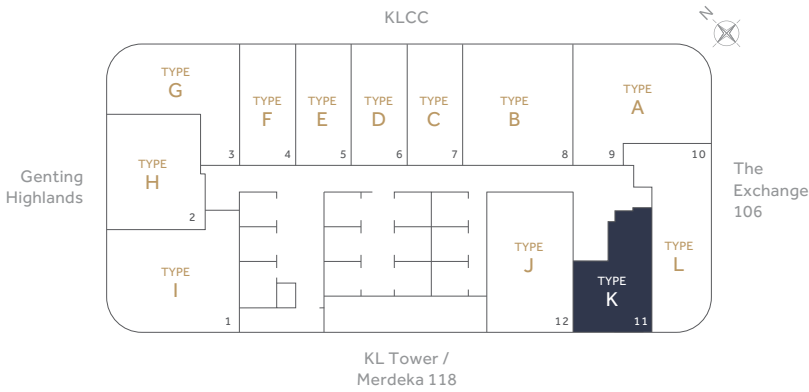 KLCC
N
TYPE
G
3
TYPE
F
4
TYPE
E
5
TYPE
D
6
TYPE
C
7
TYPE
B
8
TYPE
A
9
10
Genting
Highlands
TYPE
H
2
The
Exchange
106
TYPE
I
1
TYPE
J
12
TYPE
K
11
TYPE
L
KL Tower /
Merdeka 118